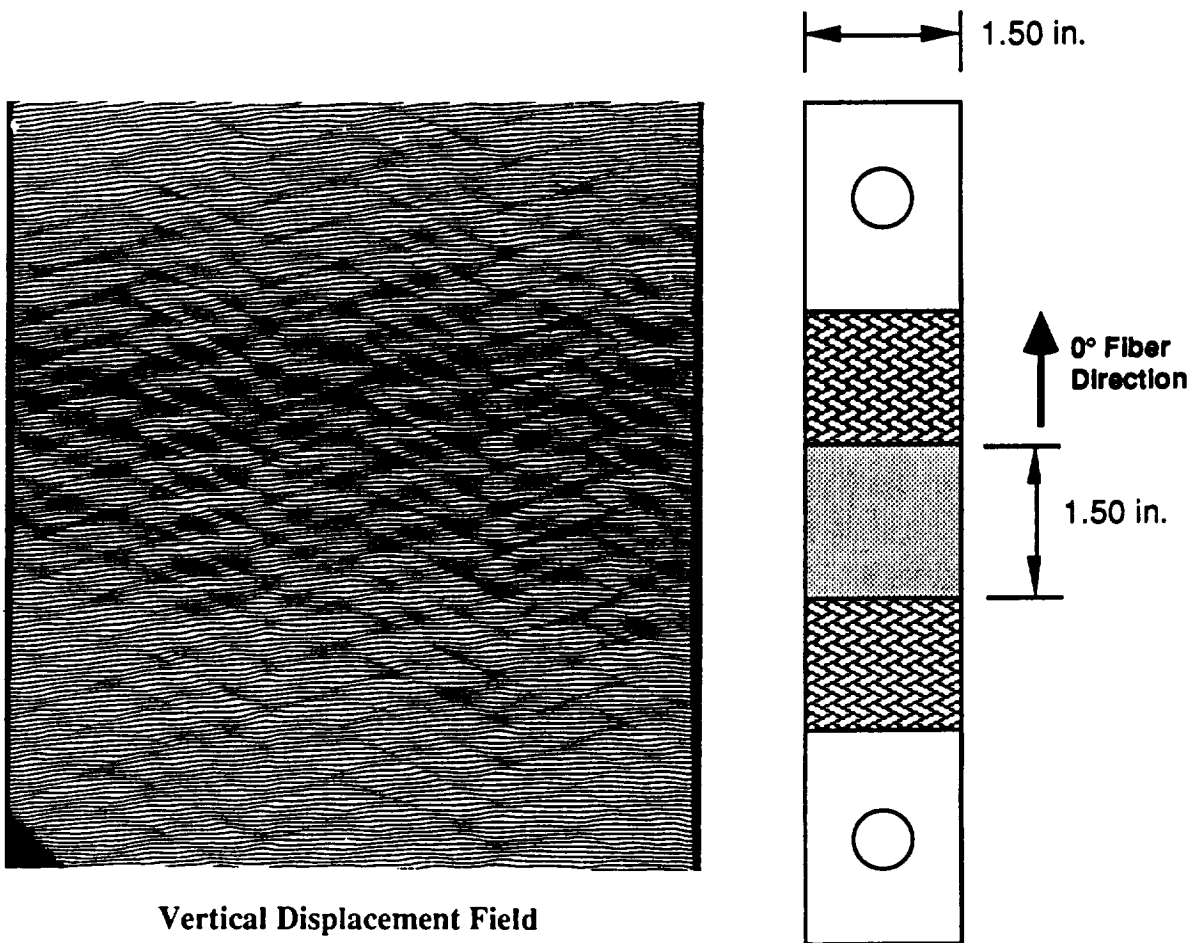 1.50 in.
0° Fiber
Direction
1.50 in.
Vertical Displacement Field